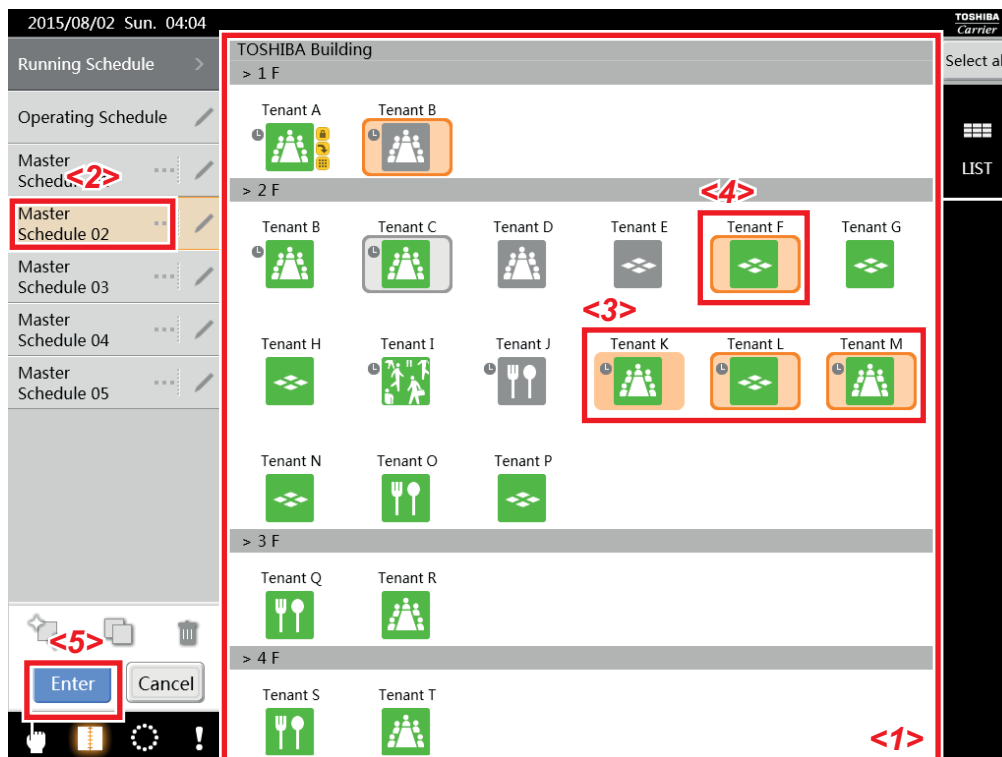 2015/08/02 Sun. 04:04
TOSHIBA
Carrier
Running Schedule >
Operating Schedule
Master
<2>
Master
Schedule 02
Master
Schedule 03
Master
Schedule 04
Master
Schedule 05
<5>
Enter
Cancel
TOSHIBA Building
> 1 F
Tenant A Tenant B
> 2 F
<4>
Tenant B Tenant C Tenant D Tenant E Tenant F Tenant G
<3>
Tenant H Tenant I Tenant J Tenant K Tenant L Tenant M
Tenant N Tenant O Tenant P
> 3 F
Tenant Q Tenant R
> 4 F
Tenant S Tenant T
<1>
Select al
LIST